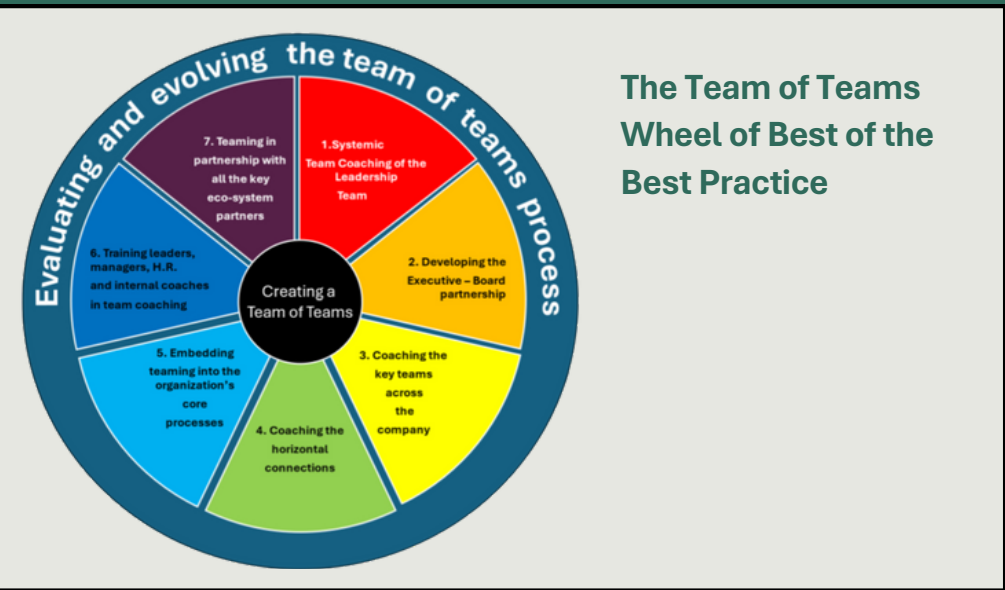 Evaluating and evolving the team of teams process
The Team of Teams
Wheel of Best of the
Best Practice
1.Systemic
Team Coaching of the
Leadership
Team
2. Developing the
Executive – Board
partnership
3. Coaching the
key teams
across
the
company
4. Coaching the
horizontal
connections
5. Embedding
teaming into the
organization's
core
processes
6. Training leaders,
managers, H.R.
and internal coaches
in team coaching
7. Teaming in
partnership with
all the key
eco-system
partners
Creating a
Team of Teams